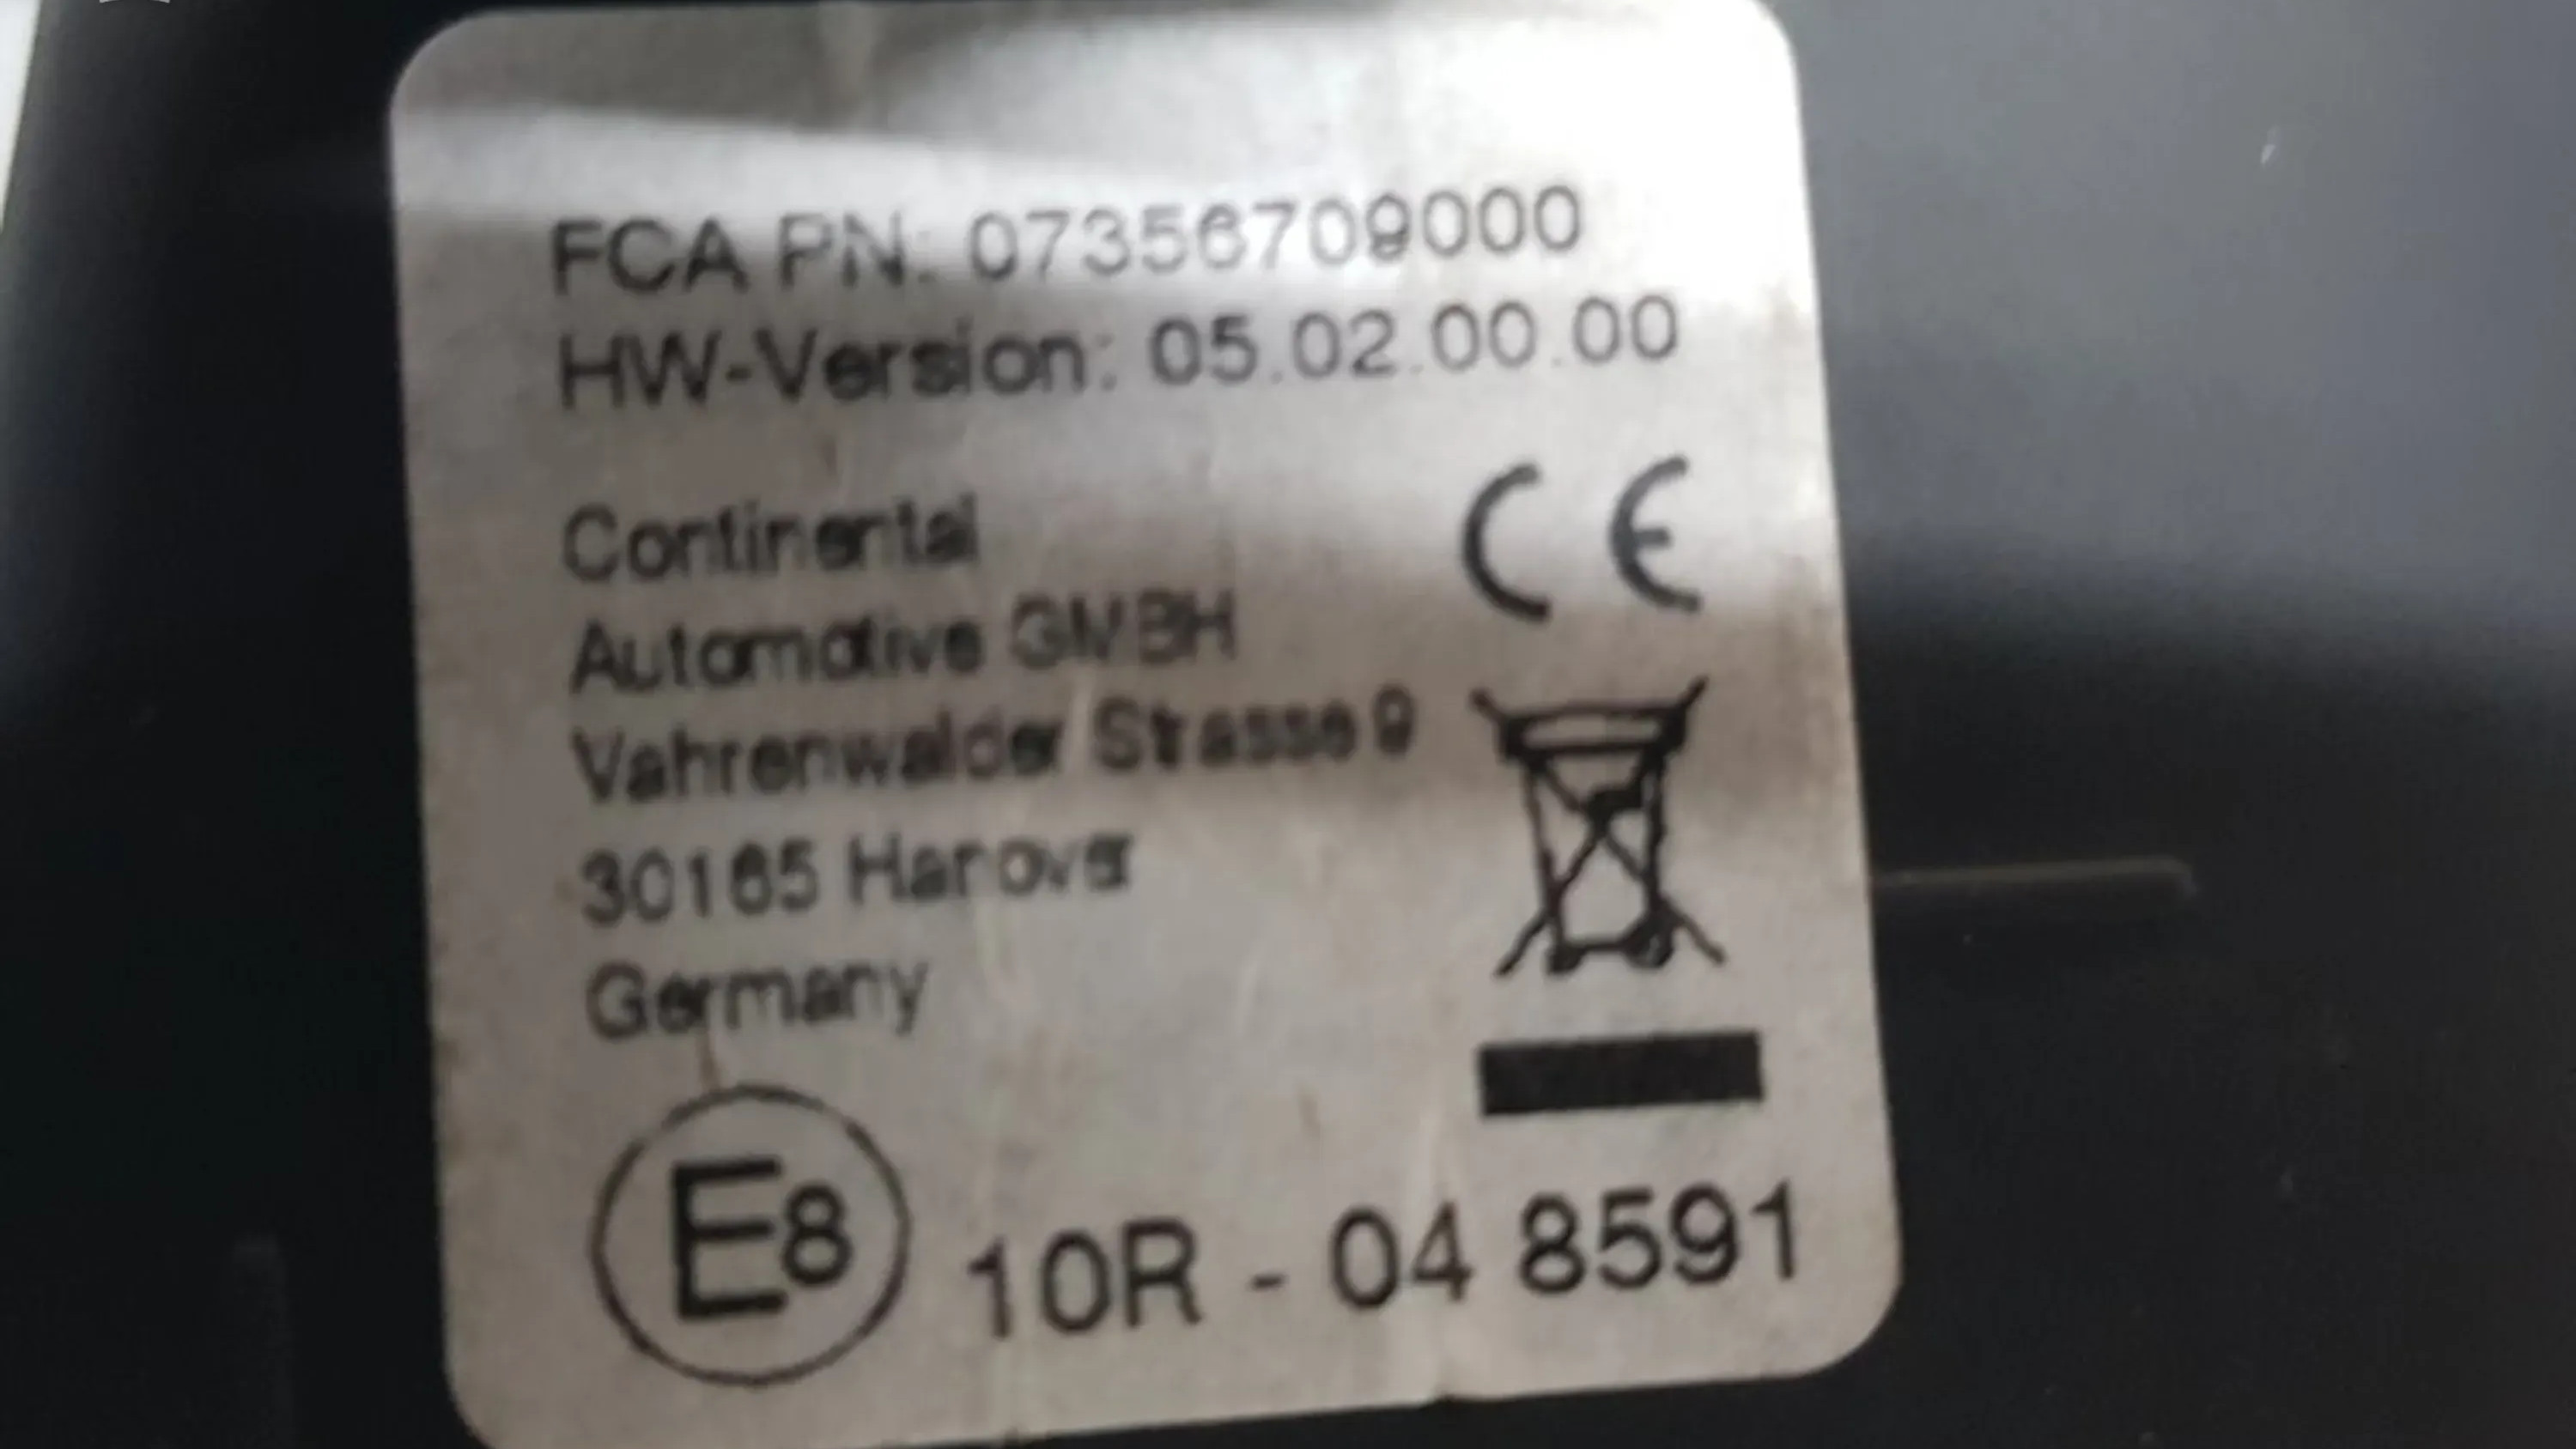 FCA PN: 07356709000
HW-Version: 05.02.00.00
Continental
CE
Automotive GMBH
Vahrenwalder Strasse 9
30165 Hanover
Germany
E8 10R - 04 8591